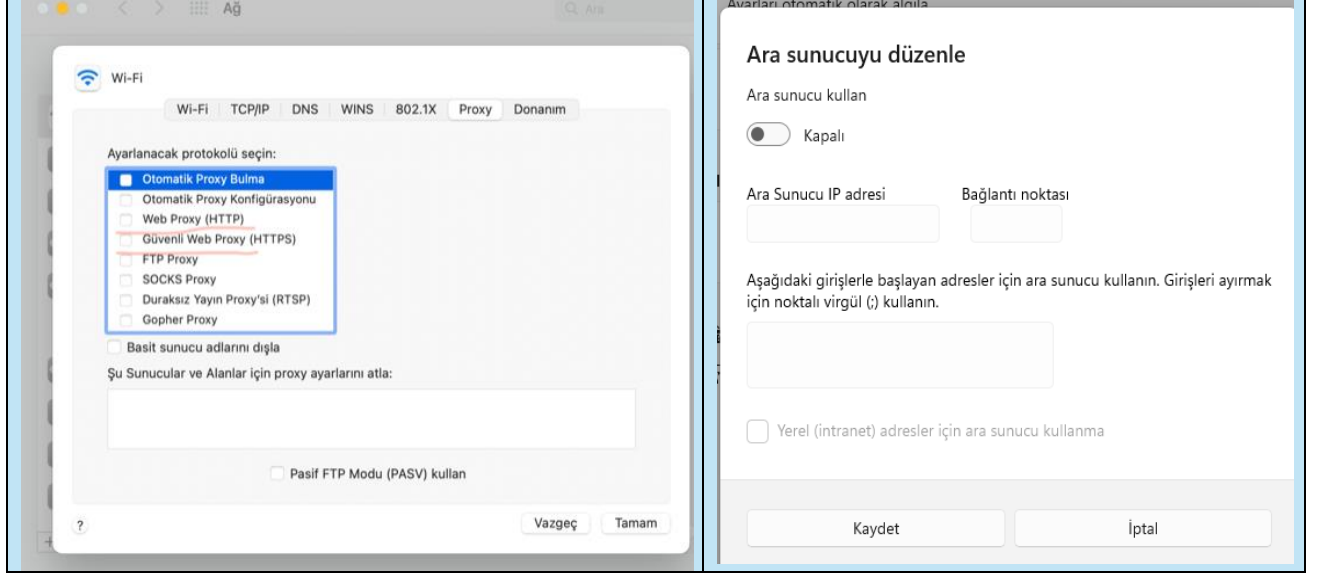 Ağ
Ara
Wi-Fi
Wi-Fi TCP/IP DNS WINS 802.1X Proxy Donanım
Ayarlanacak protokolü seçin:
Otomatik Proxy Bulma
Otomatik Proxy Konfigürasyonu
Web Proxy (HTTP)
Güvenli Web Proxy (HTTPS)
FTP Proxy
SOCKS Proxy
Duraksız Yayın Proxy'si (RTSP)
Gopher Proxy
Basit sunucu adlarını dışla
Şu Sunucular ve Alanlar için proxy ayarlarını atla:
Pasif FTP Modu (PASV) kullan
?
Vazgeç Tamam
Ayarları otomatik olarak algıla
Ara sunucuyu düzenle
Ara sunucu kullan
Kapalı
Ara Sunucu IP adresi Bağlantı noktası
Aşağıdaki girişlerle başlayan adresler için ara sunucu kullanın. Girişleri ayırmak
için noktalı virgül (;) kullanın.
Yerel (intranet) adresler için ara sunucu kullanma
Kaydet İptal